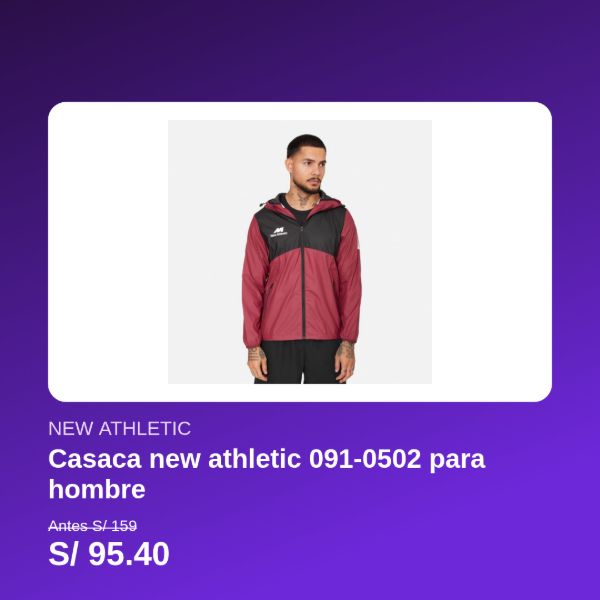 NEW ATHLETIC
Casaca new athletic 091-0502 para
hombre
Antes S/ 159
S/ 95.40